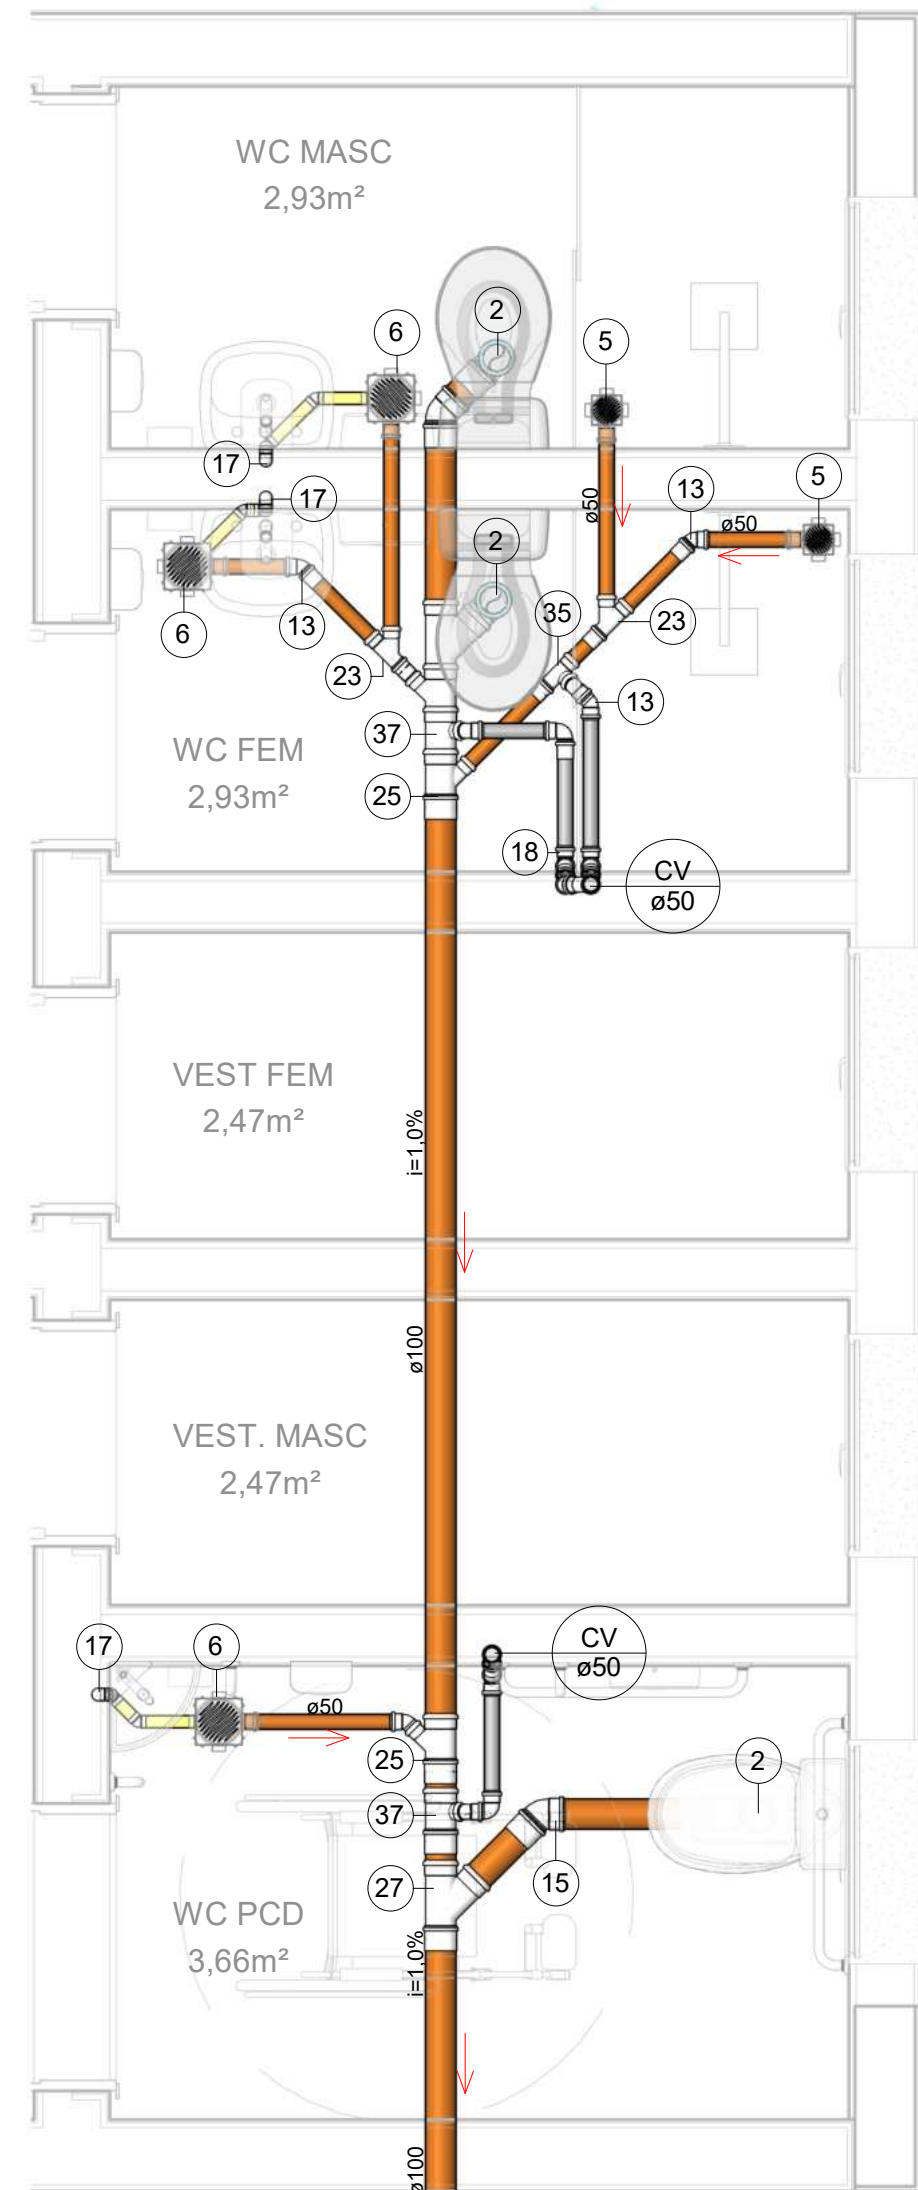 WC MASC
2,93m²
2
6
5
17
ø50
13
5
17
ø50
2
35
6
13
23
23
13
37
WC FEM
2,93m²
25
18
CV
ø50
VEST FEM
2,47m²
i=1,0%
ø100
VEST. MASC
2,47m²
17
6
CV
ø50
ø50
25
2
37
27
15
WC PCD
3,66m²
i=1,0%
ø100